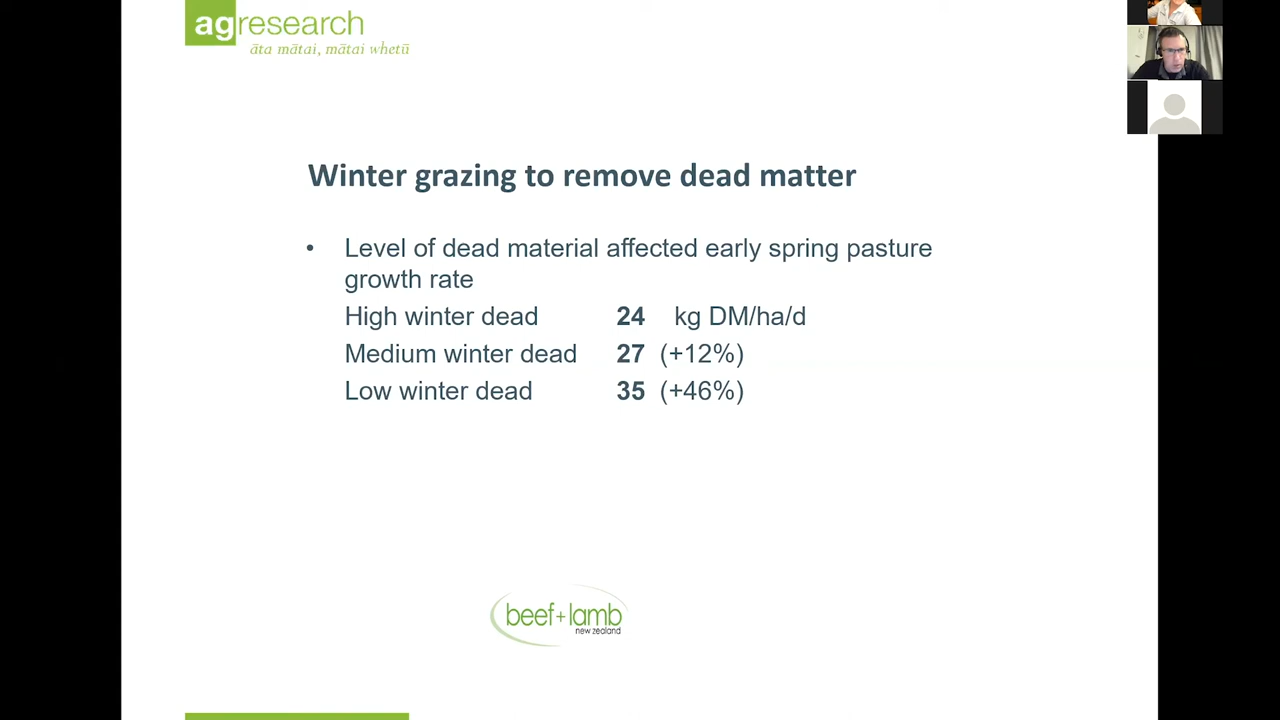 agresearch
āta mātai, mātai whetū
Winter grazing to remove dead matter
• Level of dead material affected early spring pasture
growth rate
High winter dead 24 kg DM/ha/d
Medium winter dead 27 (+12%)
Low winter dead 35 (+46%)
beef+lamb
new zealand